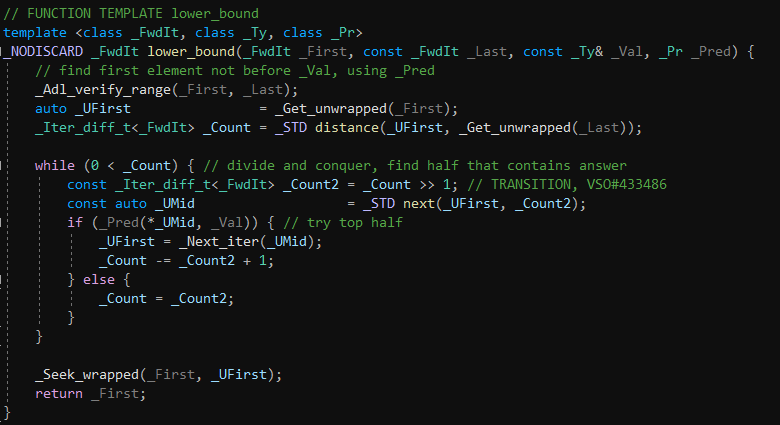 // FUNCTION TEMPLATE lower_bound
template <class _FwdIt, class _Ty, class _Pr>
_NODISCARD _FwdIt lower_bound(_FwdIt _First, const _FwdIt _Last, const _Ty& _Val, _Pr _Pred) {
    // find first element not before _Val, using _Pred
    _Adl_verify_range(_First, _Last);
    auto _UFirst                = _Get_unwrapped(_First);
    _Iter_diff_t<_FwdIt> _Count = _STD distance(_UFirst, _Get_unwrapped(_Last));

    while (0 < _Count) { // divide and conquer, find half that contains answer
        const _Iter_diff_t<_FwdIt> _Count2 = _Count >> 1; // TRANSITION, VSO#433486
        const auto _UMid                   = _STD next(_UFirst, _Count2);
        if (_Pred(*_UMid, _Val)) { // try top half
            _UFirst = _Next_iter(_UMid);
            _Count -= _Count2 + 1;
        } else {
            _Count = _Count2;
        }
    }

    _Seek_wrapped(_First, _UFirst);
    return _First;
}